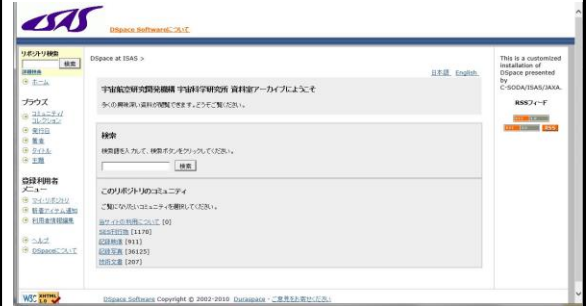 ISAS
DSpace Softwareについて
リポジトリ検索
検索
詳細検索
ホーム
ブラウズ
コミュニティ/
コレクション
発行日
著者
タイトル
主題
登録利用者
メニュー
マイ・リポジトリ
新着アイテム通知
利用者情報編集
ヘルプ
DSpaceについて
W3C XHTML 1.0
DSpace at ISAS >
日本語 English
宇宙航空研究開発機構 宇宙科学研究所 資料室アーカイブにようこそ
多くの興味深い資料が閲覧できます。どうぞご覧ください。
検索
検索語を入力して、検索ボタンをクリックしてください。
検索
このリポジトリのコミュニティ
ご覧になりたいコミュニティを選択してください。
当サイトの利用について [0]
SES刊行物 [1178]
記録映像 [911]
記録写真 [36125]
技術文書 [207]
DSpace Software Copyright © 2002-2010 Duraspace - ご意見をお寄せください
This is a customized
installation of
DSpace presented
by
C-SODA/ISAS/JAXA.
RSSフィード
RSS